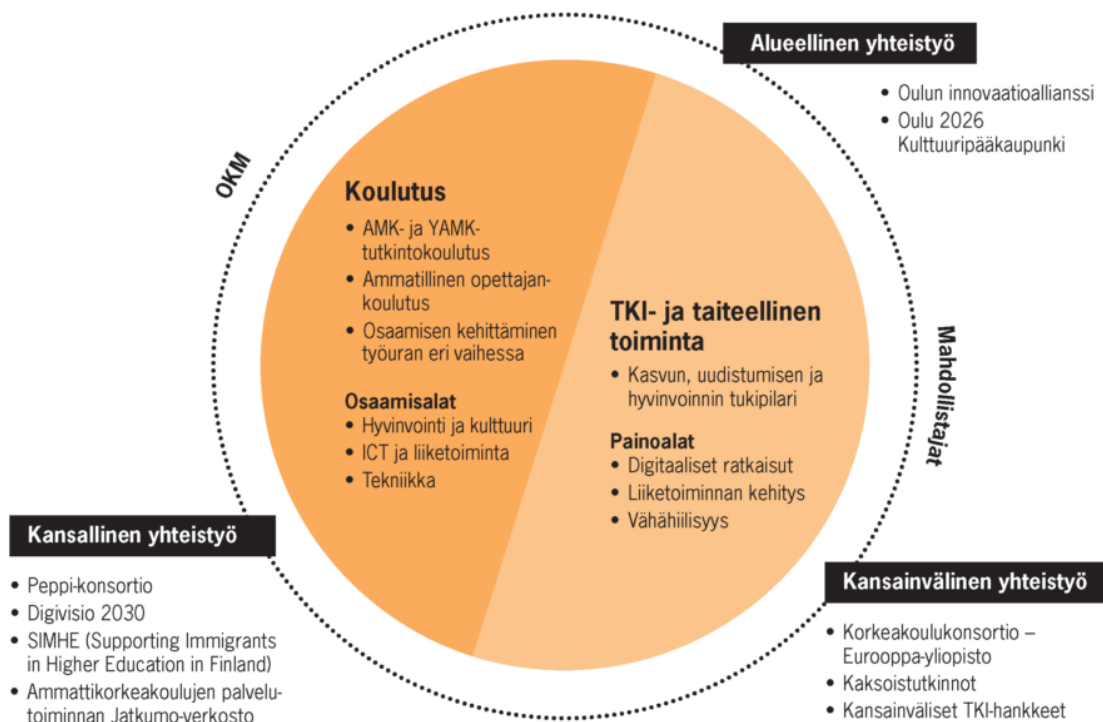 Alueellinen yhteistyö
• Oulun innovaatioallianssi
• Oulu 2026
Kulttuuripääkaupunki
OKM
Koulutus
• AMK- ja YAMK-
tutkintokoulutus
• Ammatillinen opettajan-
koulutus
• Osaamisen kehittäminen
työuran eri vaihessa
Osaamisalat
• Hyvinvointi ja kulttuuri
• ICT ja liiketoiminta
• Tekniikka
TKI- ja taiteellinen
toiminta
• Kasvun, uudistumisen ja
hyvinvoinnin tukipilari
Painoalat
• Digitaaliset ratkaisut
• Liiketoiminnan kehitys
• Vähähiilisyys
Mahdollistajat
Kansallinen yhteistyö
• Peppi-konsortio
• Digivisio 2030
• SIMHE (Supporting Immigrants
in Higher Education in Finland)
• Ammattikorkeakoulujen palvelu-
toiminnan Jatkumo-verkosto
Kansainvälinen yhteistyö
• Korkeakoulukonsortio –
Eurooppa-yliopisto
• Kaksoistutkinnot
• Kansainväliset TKI-hankkeet